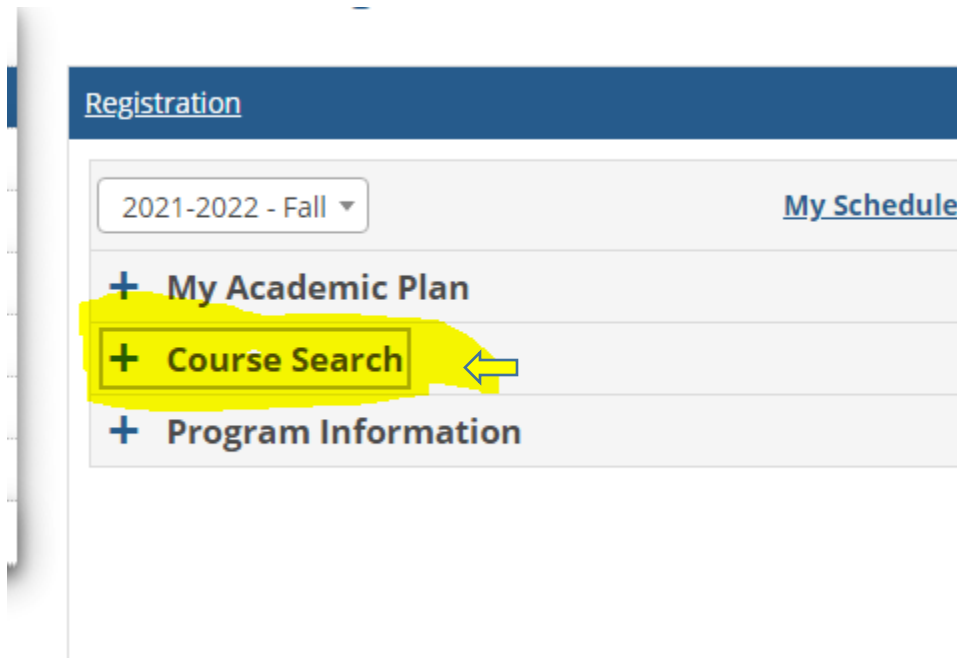 Registration
2021-2022 - Fall
My Schedule
+ My Academic Plan
+ Course Search
+ Program Information